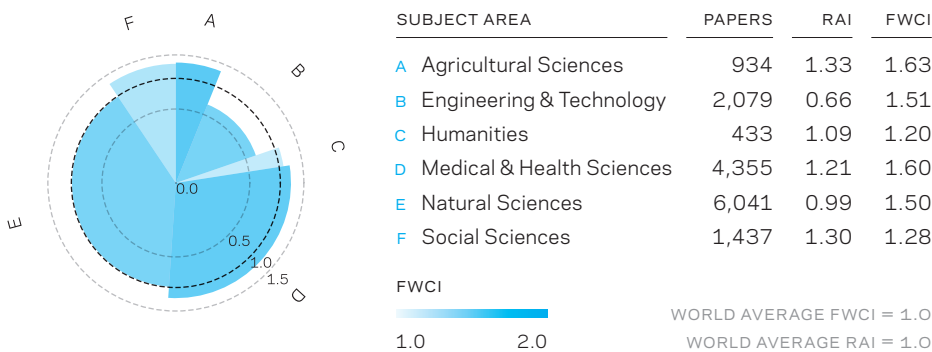 F A
B
C
E
D
0.0
0.5
1.0
1.5
SUBJECT AREA PAPERS RAI FWCI
A Agricultural Sciences 934 1.33 1.63
B Engineering & Technology 2,079 0.66 1.51
C Humanities 433 1.09 1.20
D Medical & Health Sciences 4,355 1.21 1.60
E Natural Sciences 6,041 0.99 1.50
F Social Sciences 1,437 1.30 1.28
FWCI
1.0 2.0
WORLD AVERAGE FWCI = 1.0
WORLD AVERAGE RAI = 1.0